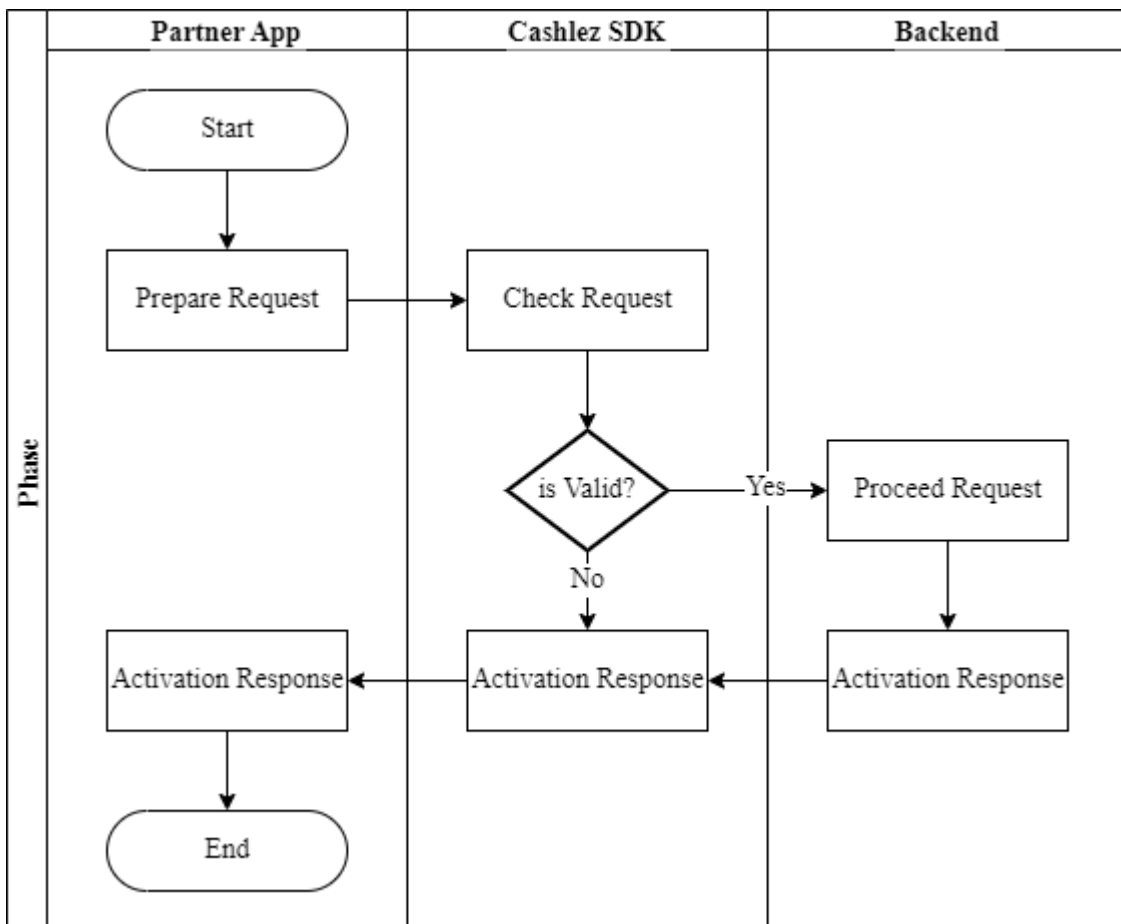 Partner App
Cashlez SDK
Backend
Phase
Start
Prepare Request
Check Request
is Valid?
Yes
Proceed Request
No
Activation Response
Activation Response
Activation Response
End